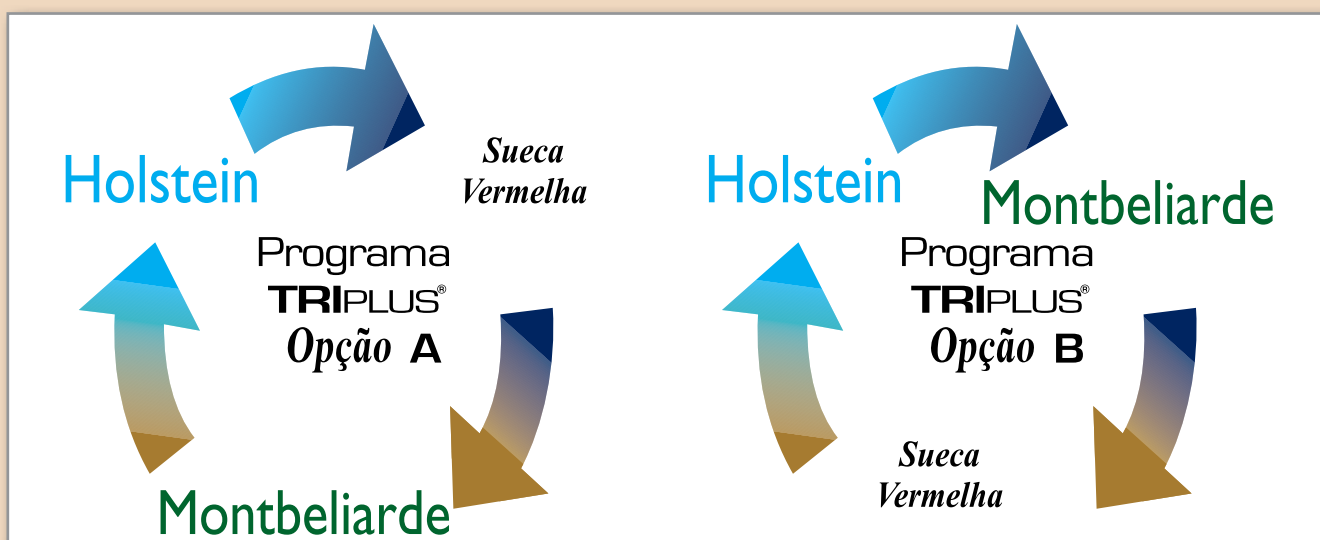 Holstein
Sueca
Vermelha
Programa
TRIPLUS®
Opção A
Montbeliarde
Holstein
Montbeliarde
Programa
TRIPLUS®
Opção B
Sueca
Vermelha